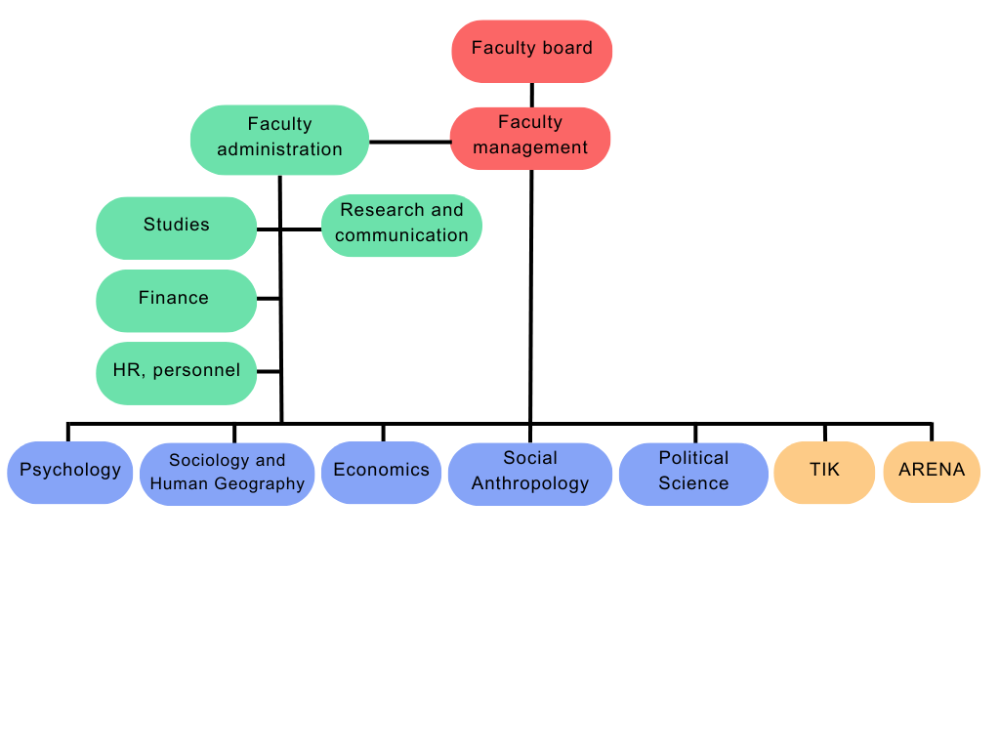 Faculty board
Faculty
management
Faculty
administration
Research and
communication
Studies
Finance
HR, personnel
Psychology
Sociology and
Human Geography
Economics
Social
Anthropology
Political
Science
TIK
ARENA